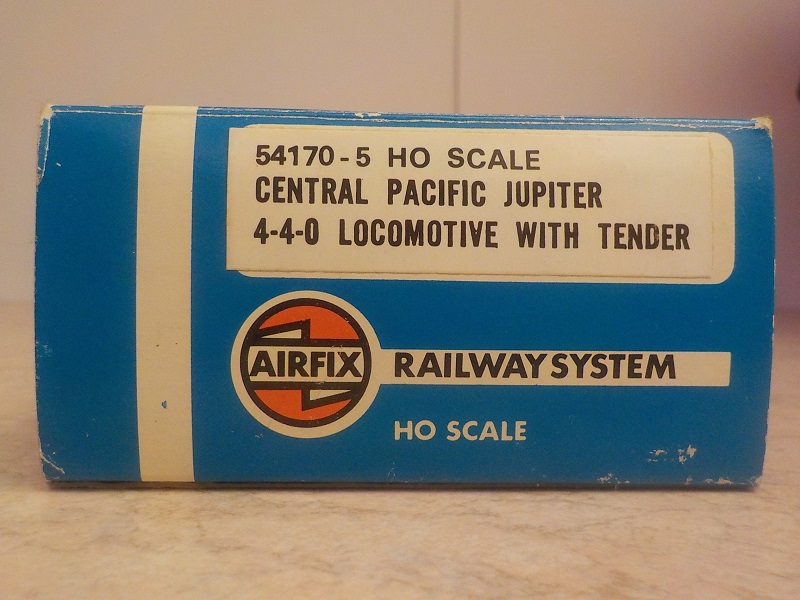 54170-5 HO SCALE
CENTRAL PACIFIC JUPITER
4-4-0 LOCOMOTIVE WITH TENDER
AIRFIX RAILWAY SYSTEM
HO SCALE